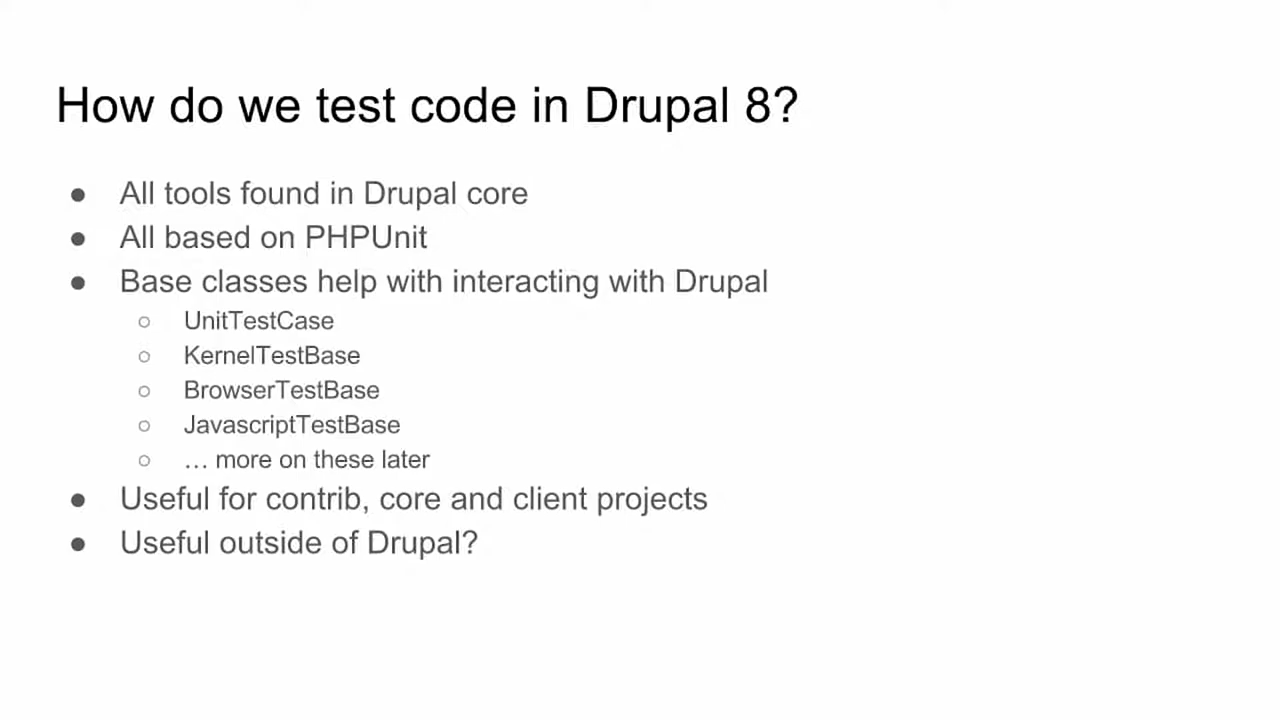 How do we test code in Drupal 8?
● All tools found in Drupal core
● All based on PHPUnit
● Base classes help with interacting with Drupal
○ UnitTestCase
○ KernelTestBase
○ BrowserTestBase
○ JavascriptTestBase
○ … more on these later
● Useful for contrib, core and client projects
● Useful outside of Drupal?